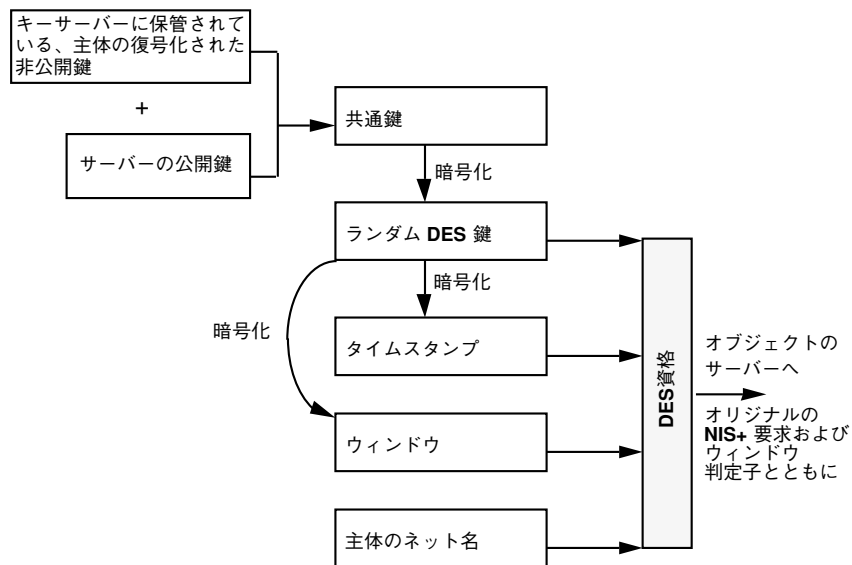 キーサーバーに保管されて
いる、主体の復号化された
非公開鍵
+
サーバーの公開鍵
共通鍵
暗号化
ランダム DES 鍵
暗号化
暗号化
タイムスタンプ
ウィンドウ
主体のネット名
DES資格
オブジェクトの
サーバーへ
オリジナルの
NIS+ 要求および
ウィンドウ
判定子とともに